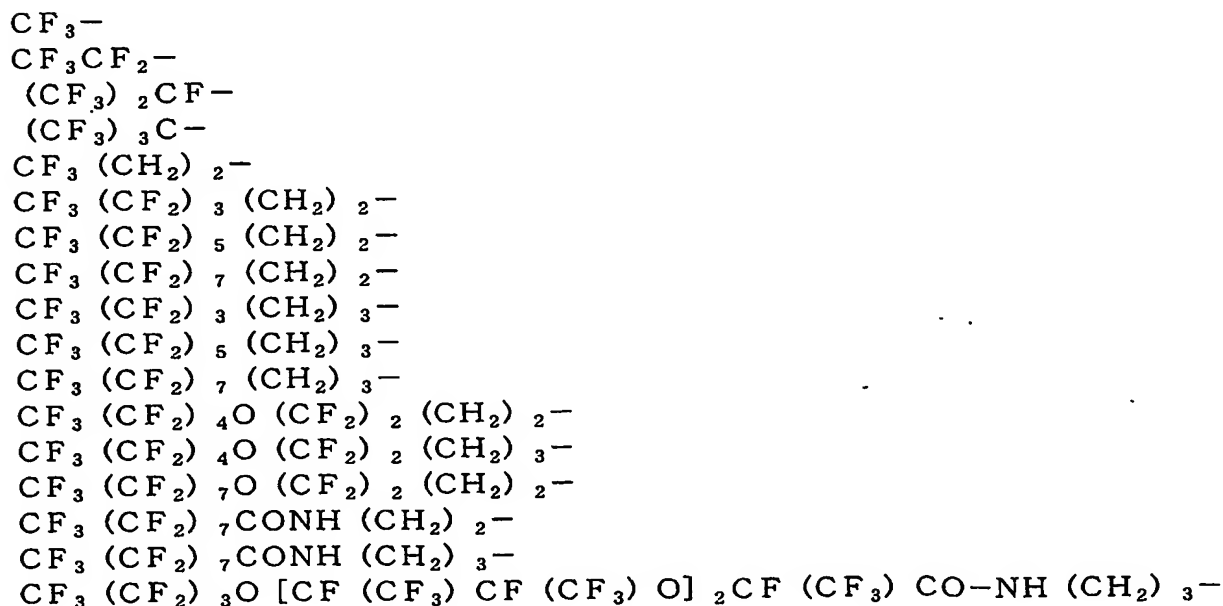 CF₃−
CF₃CF₂−
(CF₃)₂CF−
(CF₃)₃C−
CF₃(CH₂)₂−
CF₃(CF₂)₃(CH₂)₂−
CF₃(CF₂)₅(CH₂)₂−
CF₃(CF₂)₇(CH₂)₂−
CF₃(CF₂)₃(CH₂)₃−
CF₃(CF₂)₅(CH₂)₃−
CF₃(CF₂)₇(CH₂)₃−
CF₃(CF₂)₄O(CF₂)₂(CH₂)₂−
CF₃(CF₂)₄O(CF₂)₂(CH₂)₃−
CF₃(CF₂)₇O(CF₂)₂(CH₂)₂−
CF₃(CF₂)₇CONH(CH₂)₂−
CF₃(CF₂)₇CONH(CH₂)₃−
CF₃(CF₂)₃O[CF(CF₃)CF(CF₃)O]₂CF(CF₃)CO−NH(CH₂)₃−